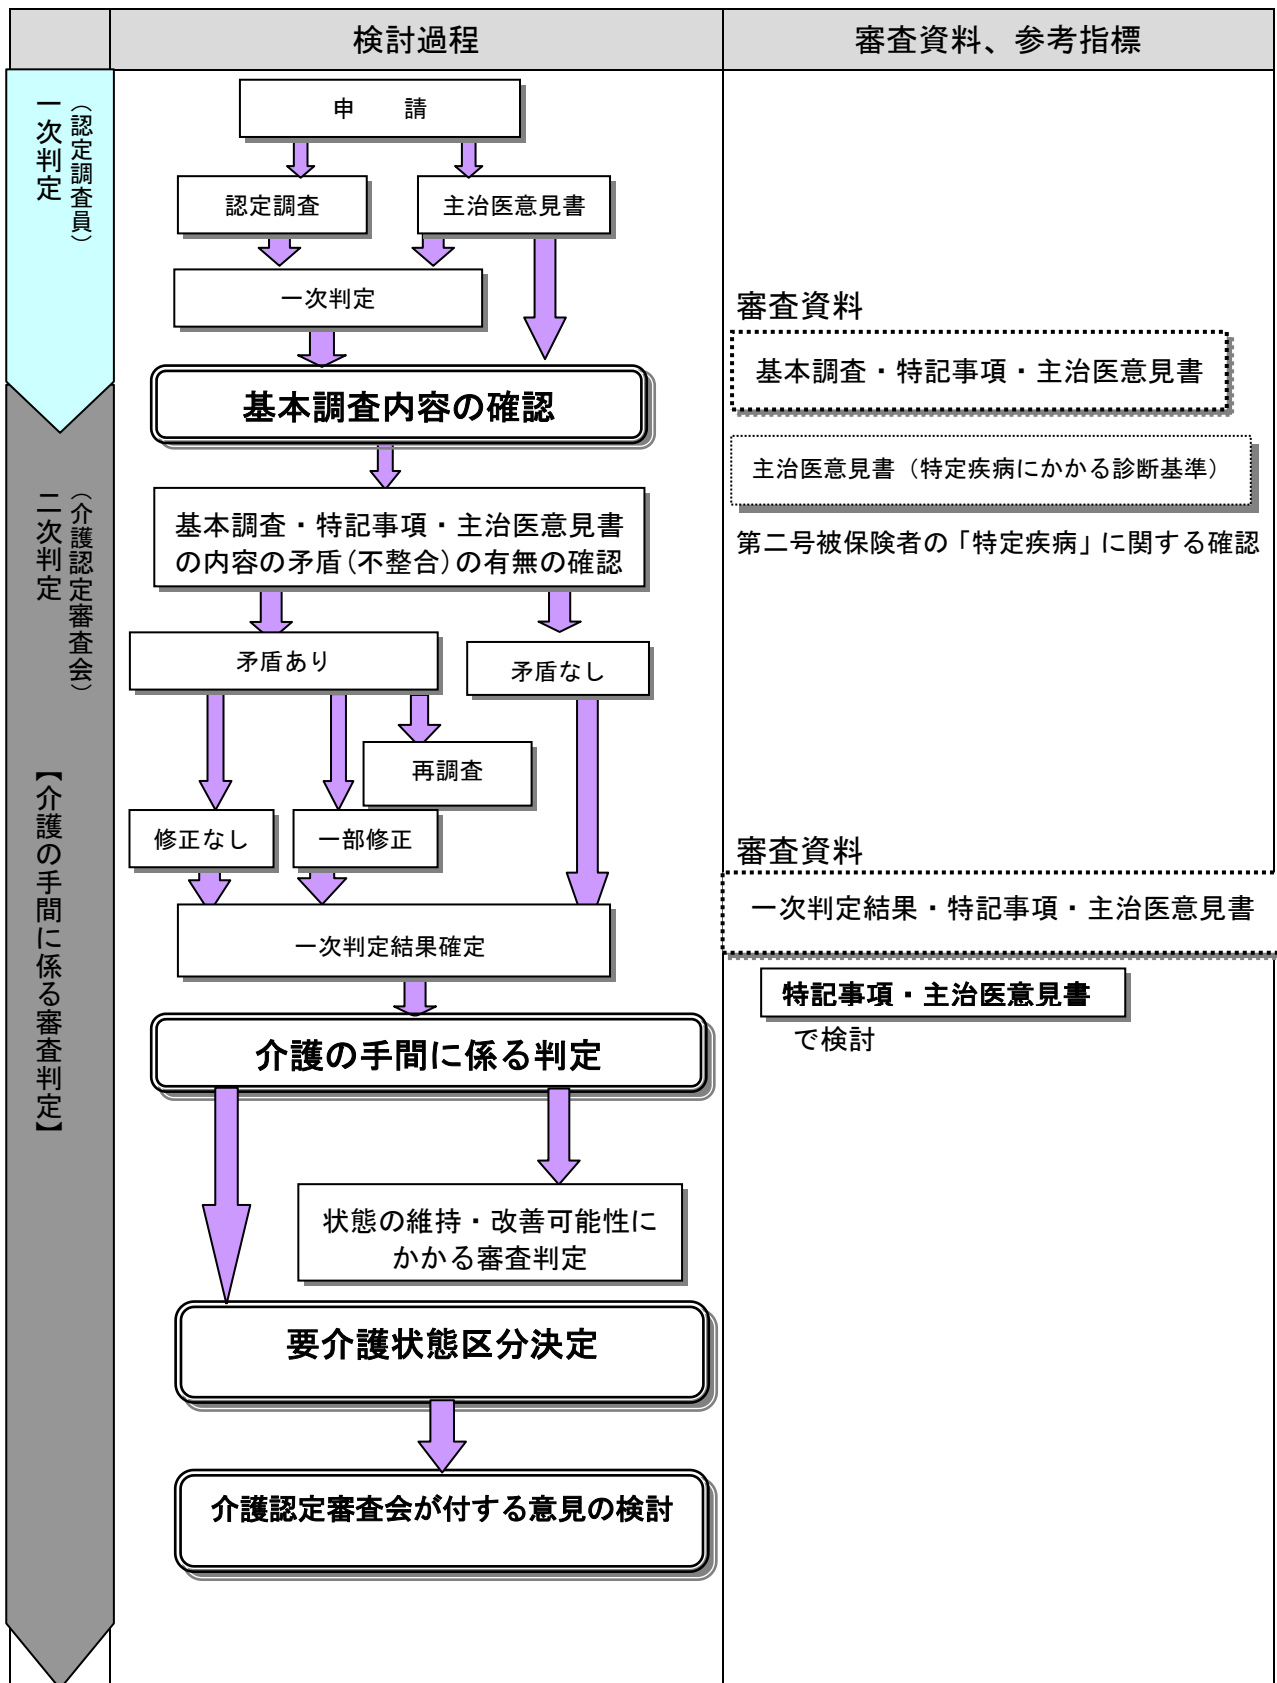 検討過程
審査資料、参考指標
一次判定
（認定調査員）
申　請
認定調査
主治医意見書
一次判定
基本調査内容の確認
審査資料
基本調査・特記事項・主治医意見書
主治医意見書（特定疾病にかかる診断基準）
第二号被保険者の「特定疾病」に関する確認
二次判定
（介護認定審査会）
【介護の手間に係る審査判定】
基本調査・特記事項・主治医意見書
の内容の矛盾(不整合)の有無の確認
矛盾あり
矛盾なし
再調査
修正なし
一部修正
一次判定結果確定
審査資料
一次判定結果・特記事項・主治医意見書
特記事項・主治医意見書
で検討
介護の手間に係る判定
状態の維持・改善可能性に
かかる審査判定
要介護状態区分決定
介護認定審査会が付する意見の検討